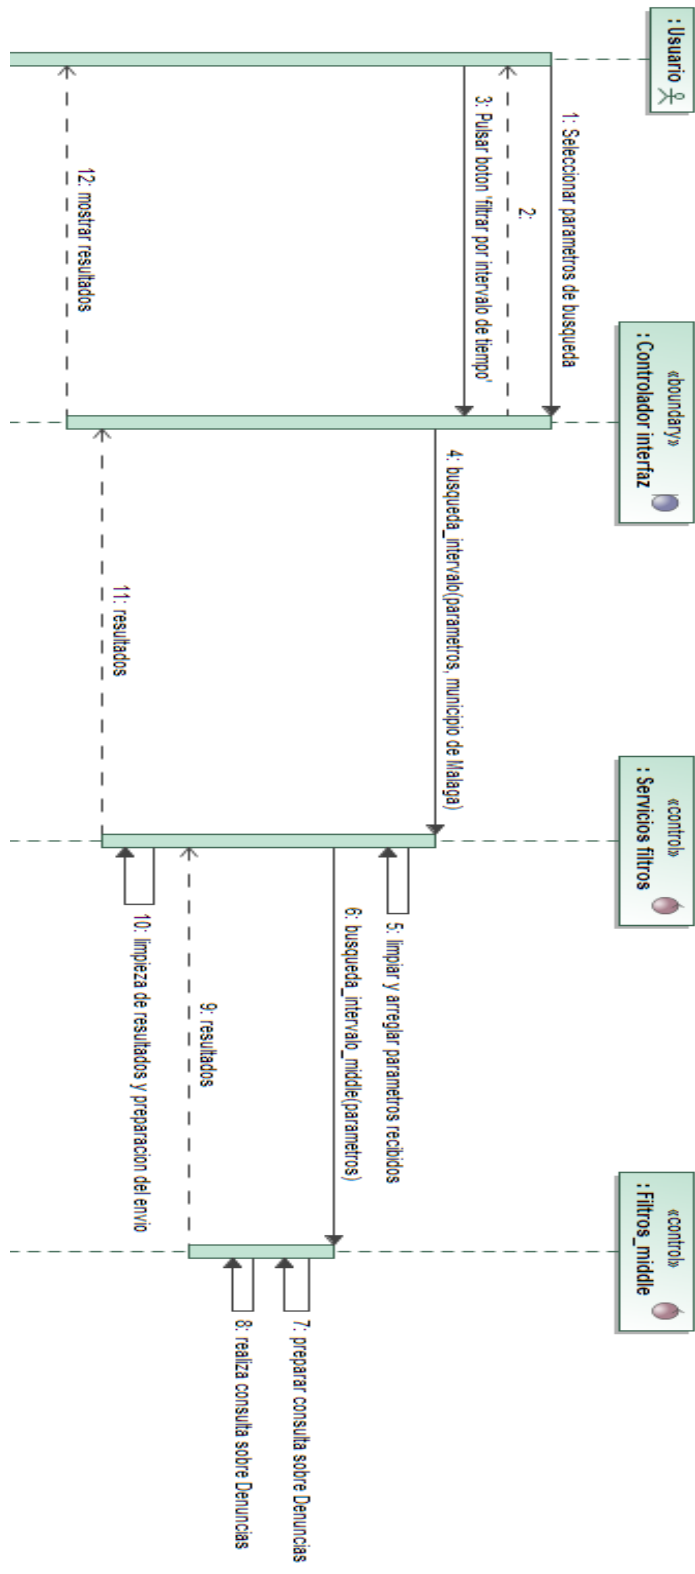 : Usuario
«boundary»
: Controlador interfaz
«control»
: Servicios filtros
«control»
: Filtros_middle
1: Seleccionar parametros de busqueda
2:
3: Pulsar boton 'filtrar por intervalo de tiempo'
4: busqueda_intervalo(parametros, municipio de Malaga)
5: limpiar y arreglar parametros recibidos
6: busqueda_intervalo_middle(parametros)
7: preparar consulta sobre Denuncias
8: realiza consulta sobre Denuncias
9: resultados
10: limpieza de resultados y preparacion del envio
11: resultados
12: mostrar resultados